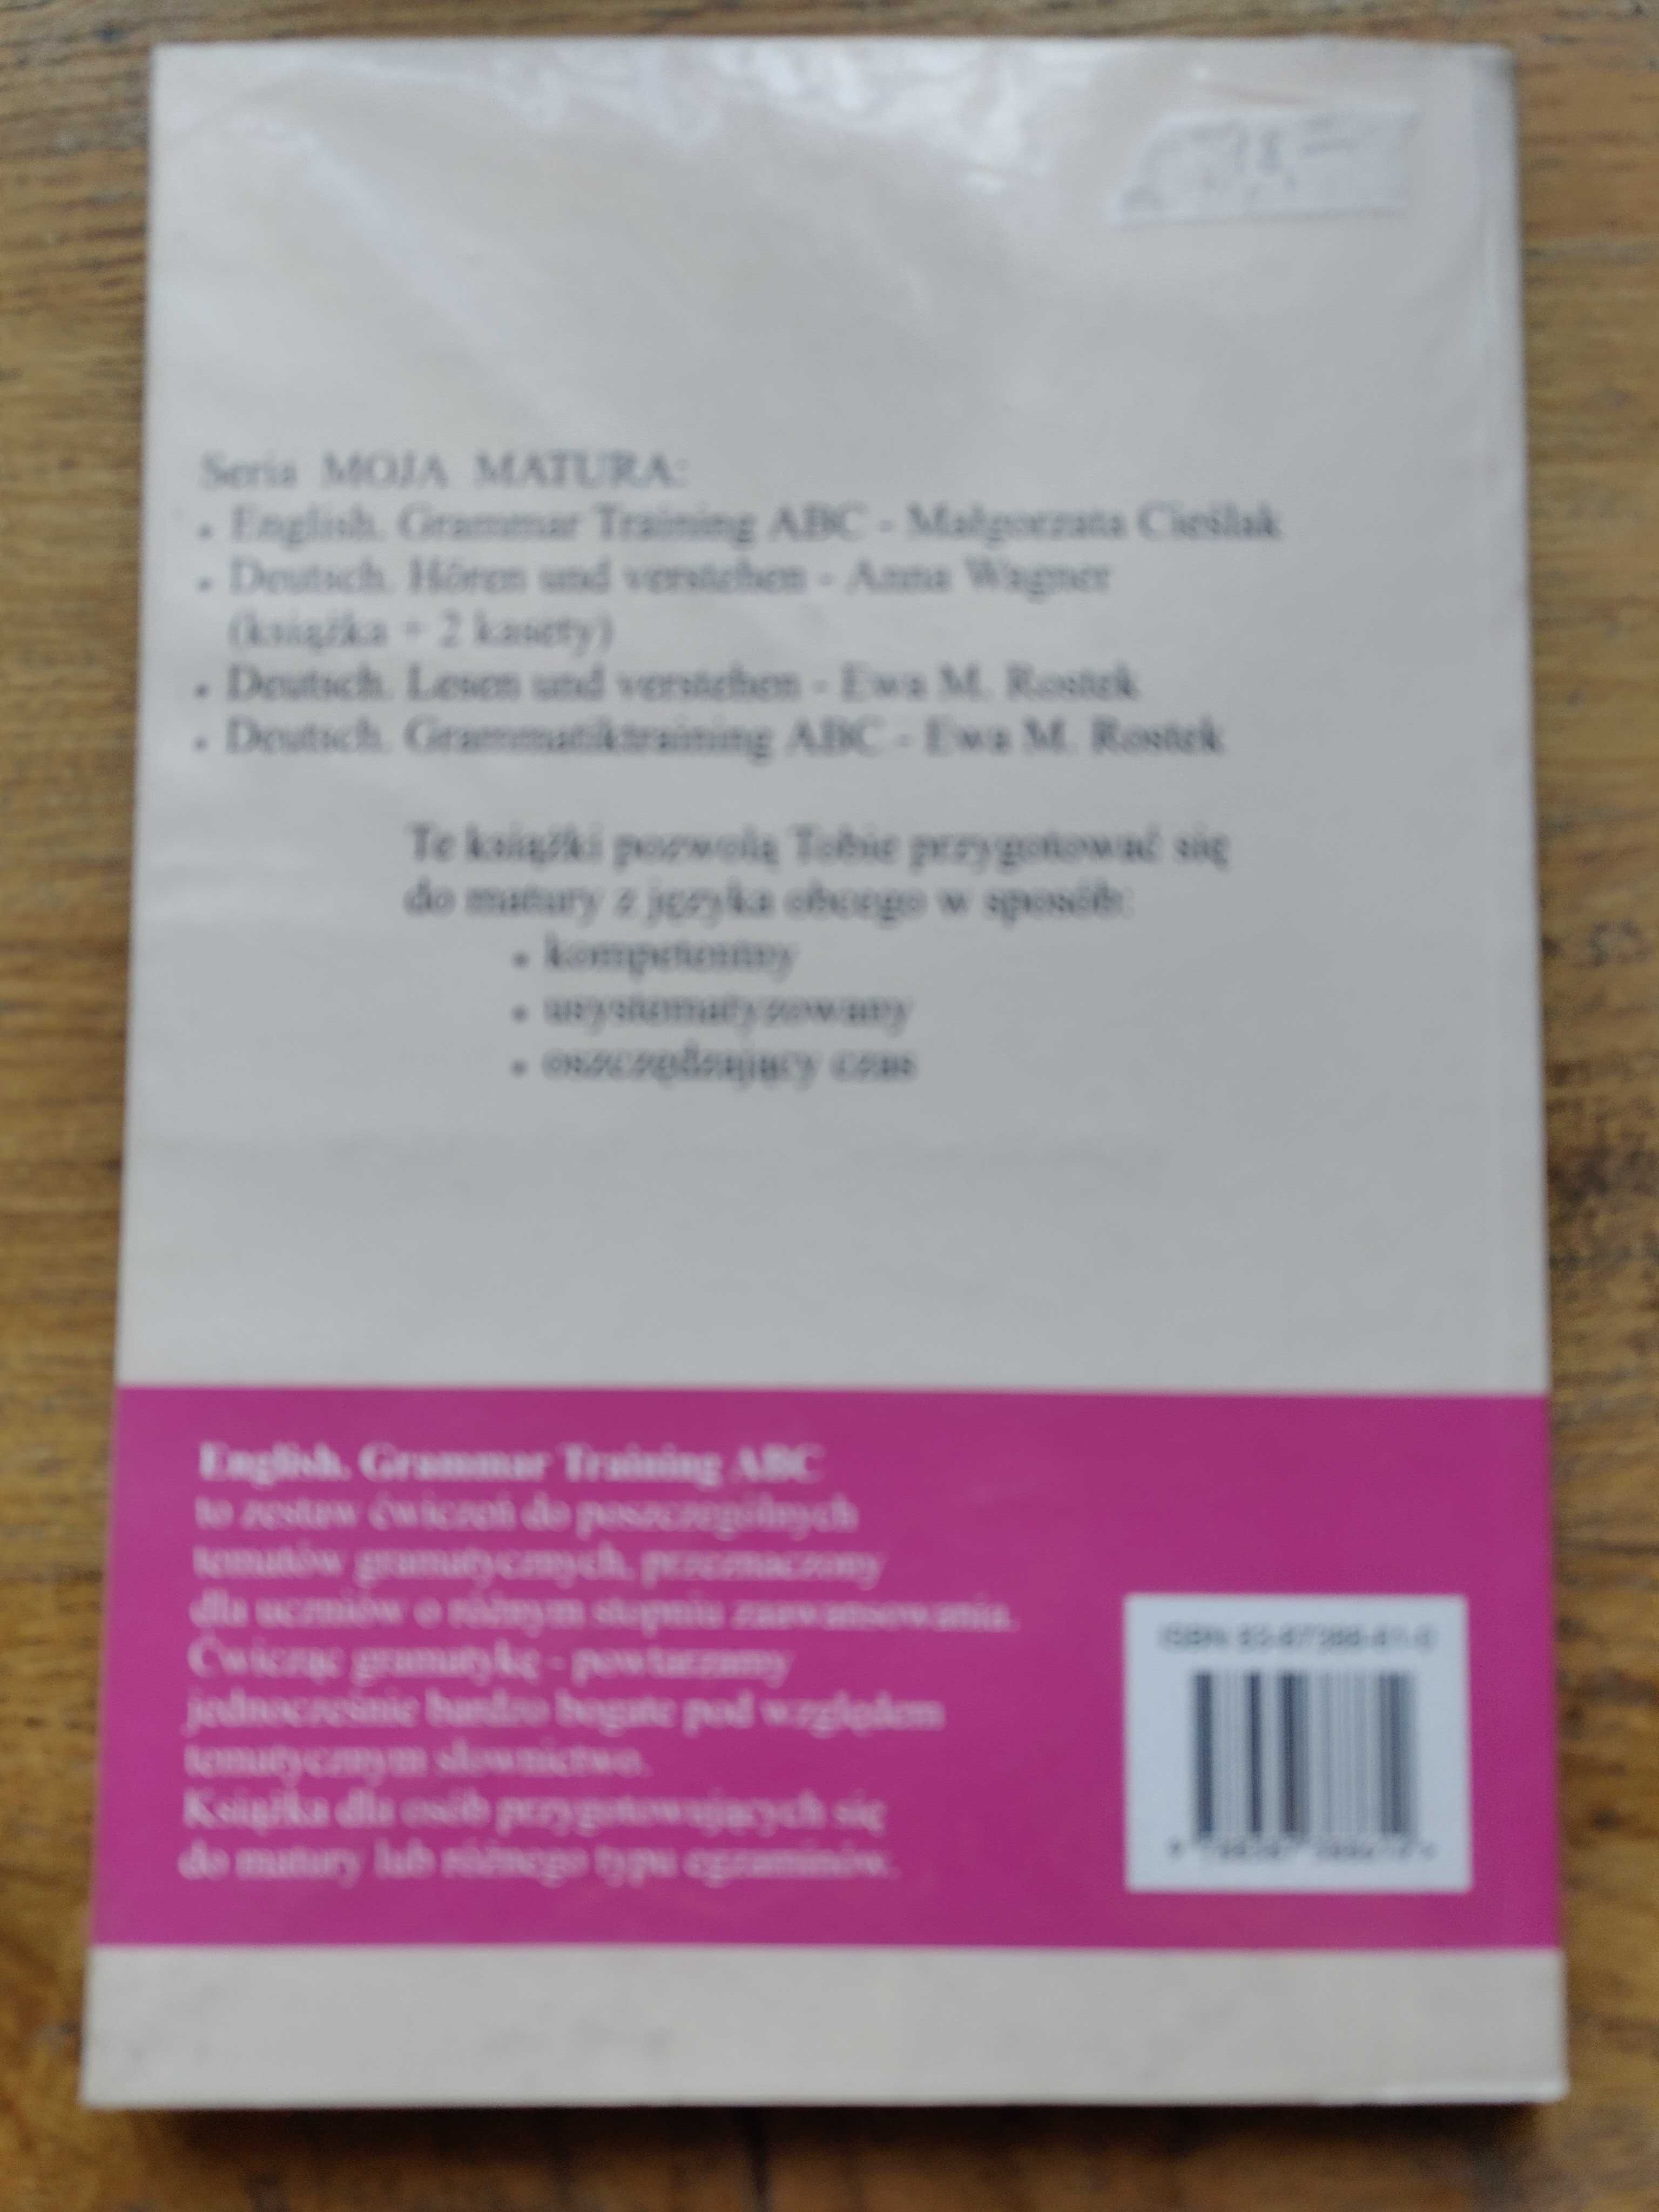 Seria MOJA MATURA:
• English. Grammar Training ABC - Małgorzata Cieślak
• Deutsch. Hören und verstehen - Anna Wagner
(książka + 2 kasety)
• Deutsch. Lesen und verstehen - Ewa M. Rostek
• Deutsch. Grammatiktraining ABC - Ewa M. Rostek
Te książki pozwolą Tobie przygotować się
do matury z języka obcego w sposób:
• kompetentny
• usystematyzowany
• oszczędzający czas
English. Grammar Training ABC
to zestaw ćwiczeń do poszczególnych
tematów gramatycznych, przeznaczony
dla uczniów o różnym stopniu zaawansowania.
Ćwicząc gramatykę - powtarzamy
jednocześnie bardzo bogate pod względem
tematycznym słownictwo.
Książka dla osób przygotowujących się
do matury lub różnego typu egzaminów.
ISBN